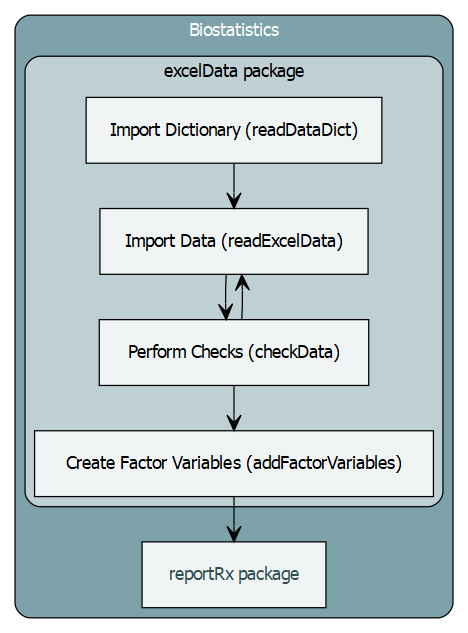 Biostatistics
excelData package
Import Dictionary (readDataDict)
Import Data (readExcelData)
Perform Checks (checkData)
Create Factor Variables (addFactorVariables)
reportRx package